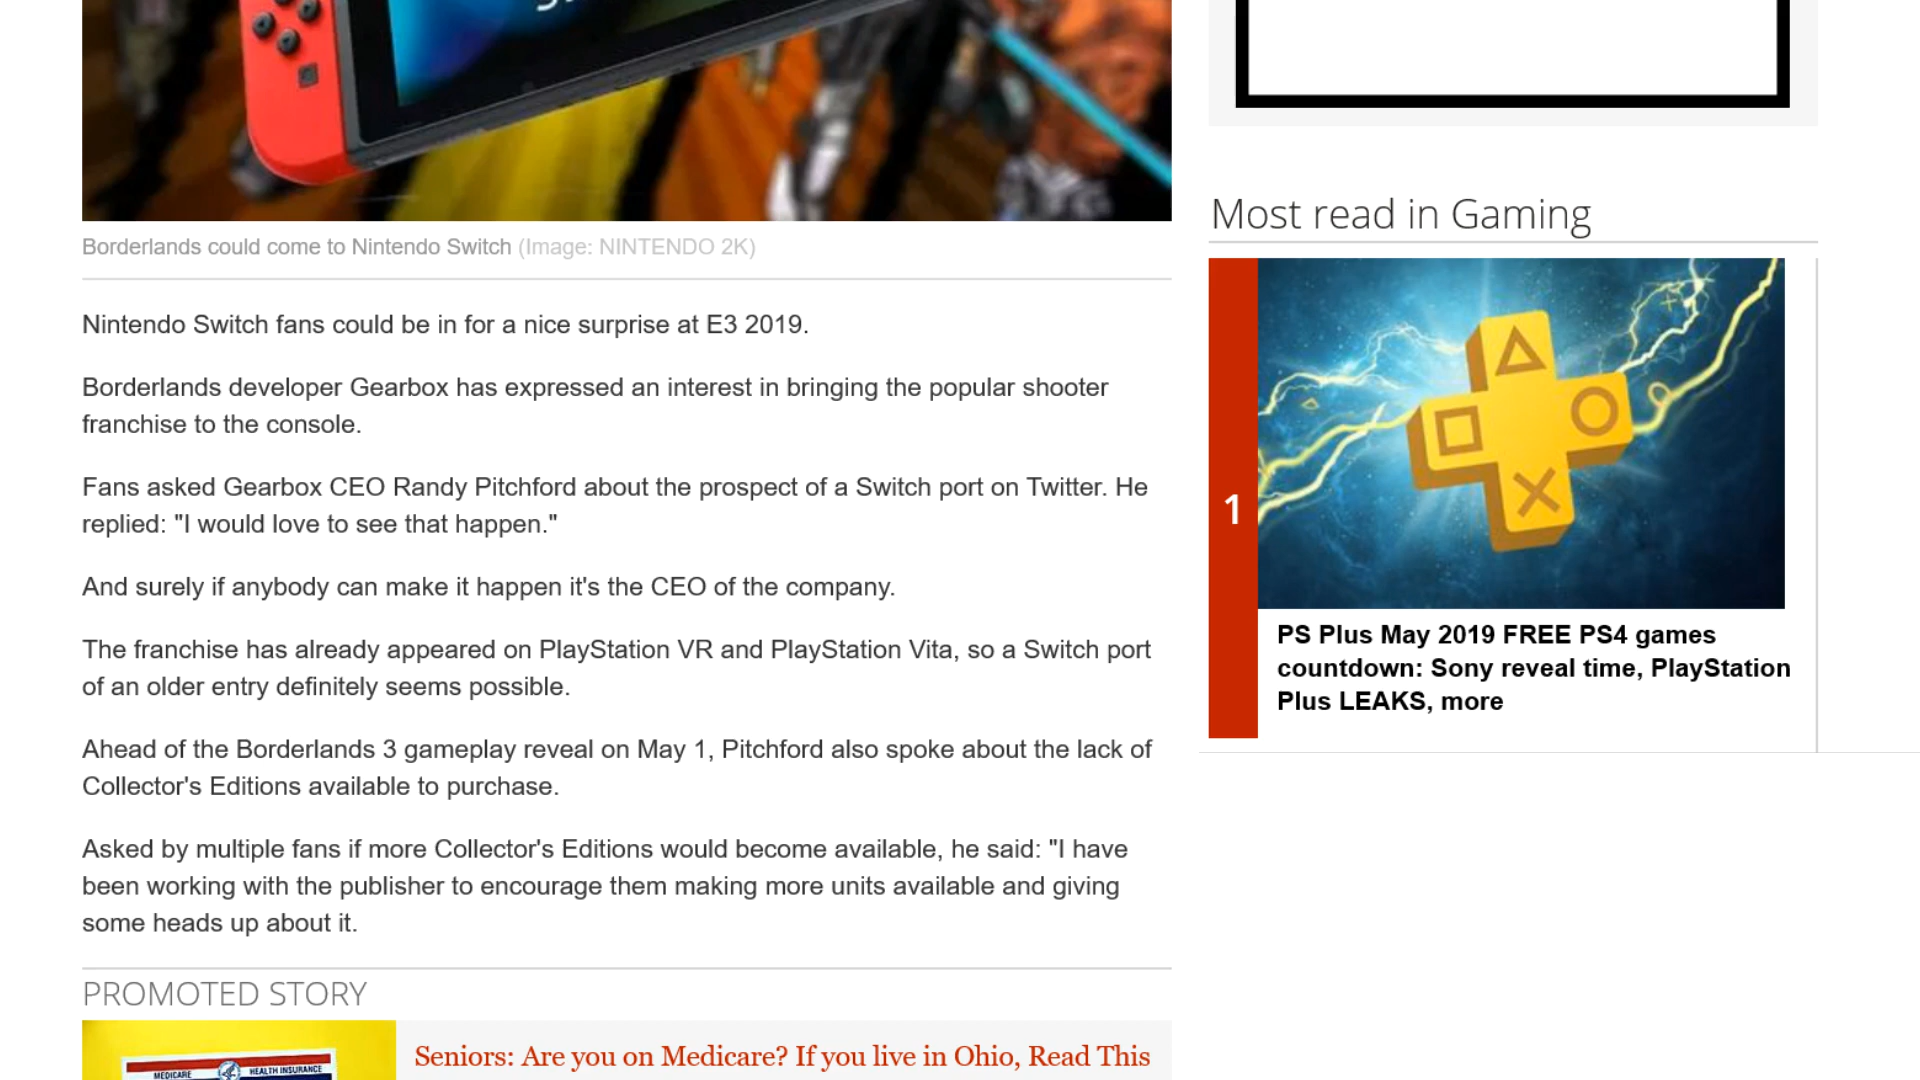 Borderlands could come to Nintendo Switch (Image: NINTENDO 2K)
Nintendo Switch fans could be in for a nice surprise at E3 2019.
Borderlands developer Gearbox has expressed an interest in bringing the popular shooter
franchise to the console.
Fans asked Gearbox CEO Randy Pitchford about the prospect of a Switch port on Twitter. He
replied: "I would love to see that happen."
And surely if anybody can make it happen it's the CEO of the company.
The franchise has already appeared on PlayStation VR and PlayStation Vita, so a Switch port
of an older entry definitely seems possible.
Ahead of the Borderlands 3 gameplay reveal on May 1, Pitchford also spoke about the lack of
Collector's Editions available to purchase.
Asked by multiple fans if more Collector's Editions would become available, he said: "I have
been working with the publisher to encourage them making more units available and giving
some heads up about it.
PROMOTED STORY
MEDICARE HEALTH INSURANCE
Seniors: Are you on Medicare? If you live in Ohio, Read This
Most read in Gaming
1
PS Plus May 2019 FREE PS4 games
countdown: Sony reveal time, PlayStation
Plus LEAKS, more